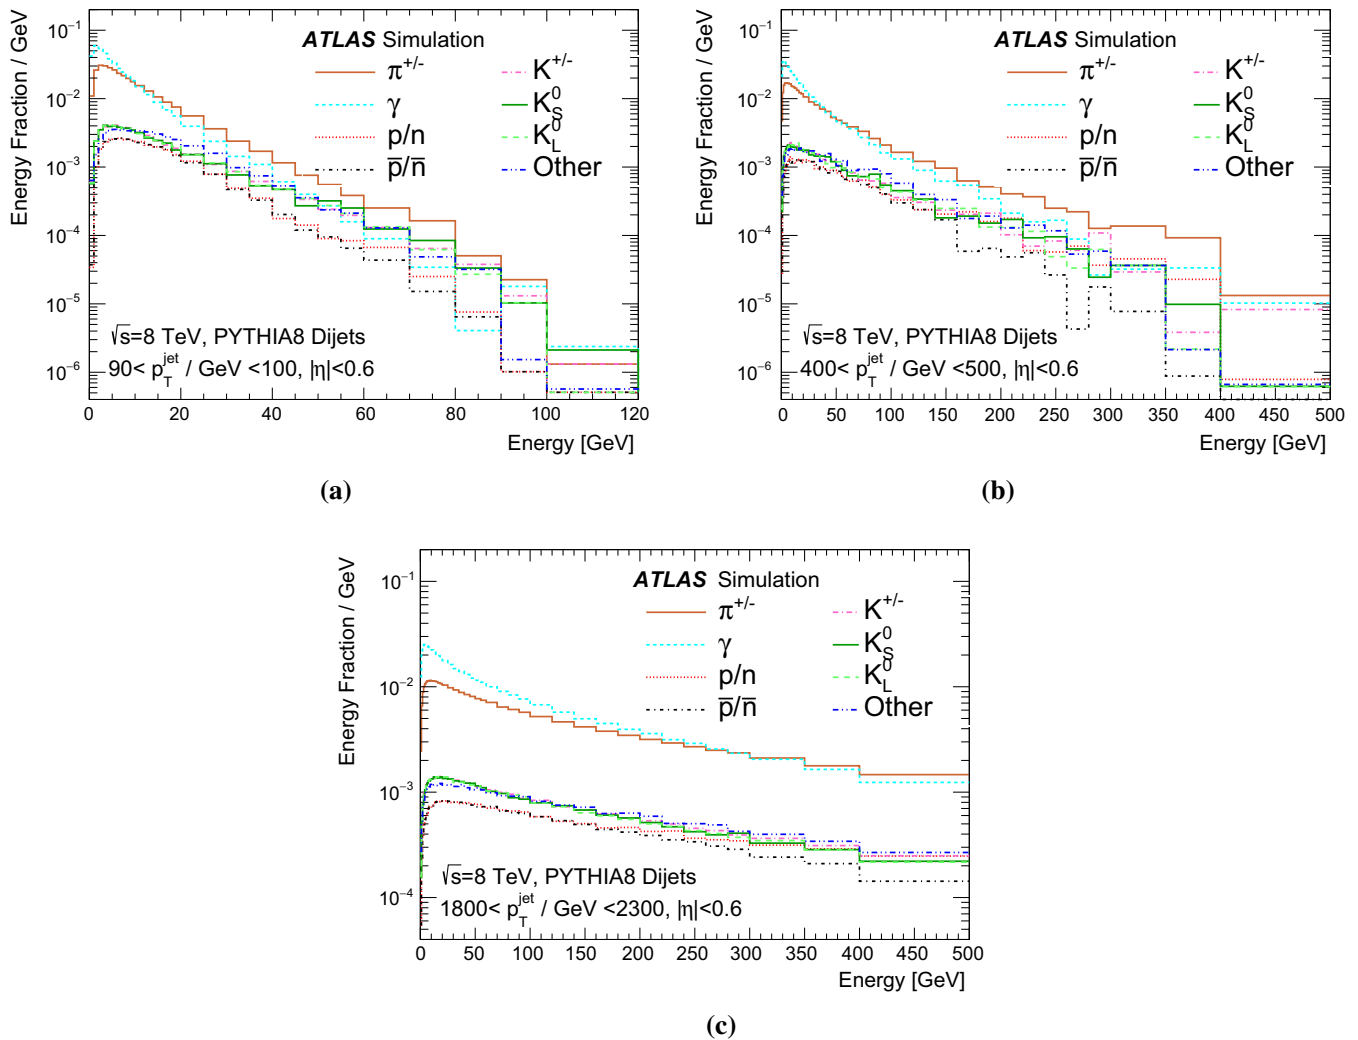 Energy Fraction / GeV
10⁻¹
10⁻²
10⁻³
10⁻⁴
10⁻⁵
10⁻⁶
ATLAS Simulation
π+/-
γ
p/n
p̅/n̅
K+/-
K⁰S
K⁰L
Other
√s=8 TeV, PYTHIA8 Dijets
90< pTjet / GeV <100, |η|<0.6
0 20 40 60 80 100 120
Energy [GeV]
(a)
Energy Fraction / GeV
10⁻¹
10⁻²
10⁻³
10⁻⁴
10⁻⁵
10⁻⁶
ATLAS Simulation
π+/-
γ
p/n
p̅/n̅
K+/-
K⁰S
K⁰L
Other
√s=8 TeV, PYTHIA8 Dijets
400< pTjet / GeV <500, |η|<0.6
0 50 100 150 200 250 300 350 400 450 500
Energy [GeV]
(b)
Energy Fraction / GeV
10⁻¹
10⁻²
10⁻³
10⁻⁴
ATLAS Simulation
π+/-
γ
p/n
p̅/n̅
K+/-
K⁰S
K⁰L
Other
√s=8 TeV, PYTHIA8 Dijets
1800< pTjet / GeV <2300, |η|<0.6
0 50 100 150 200 250 300 350 400 450 500
Energy [GeV]
(c)